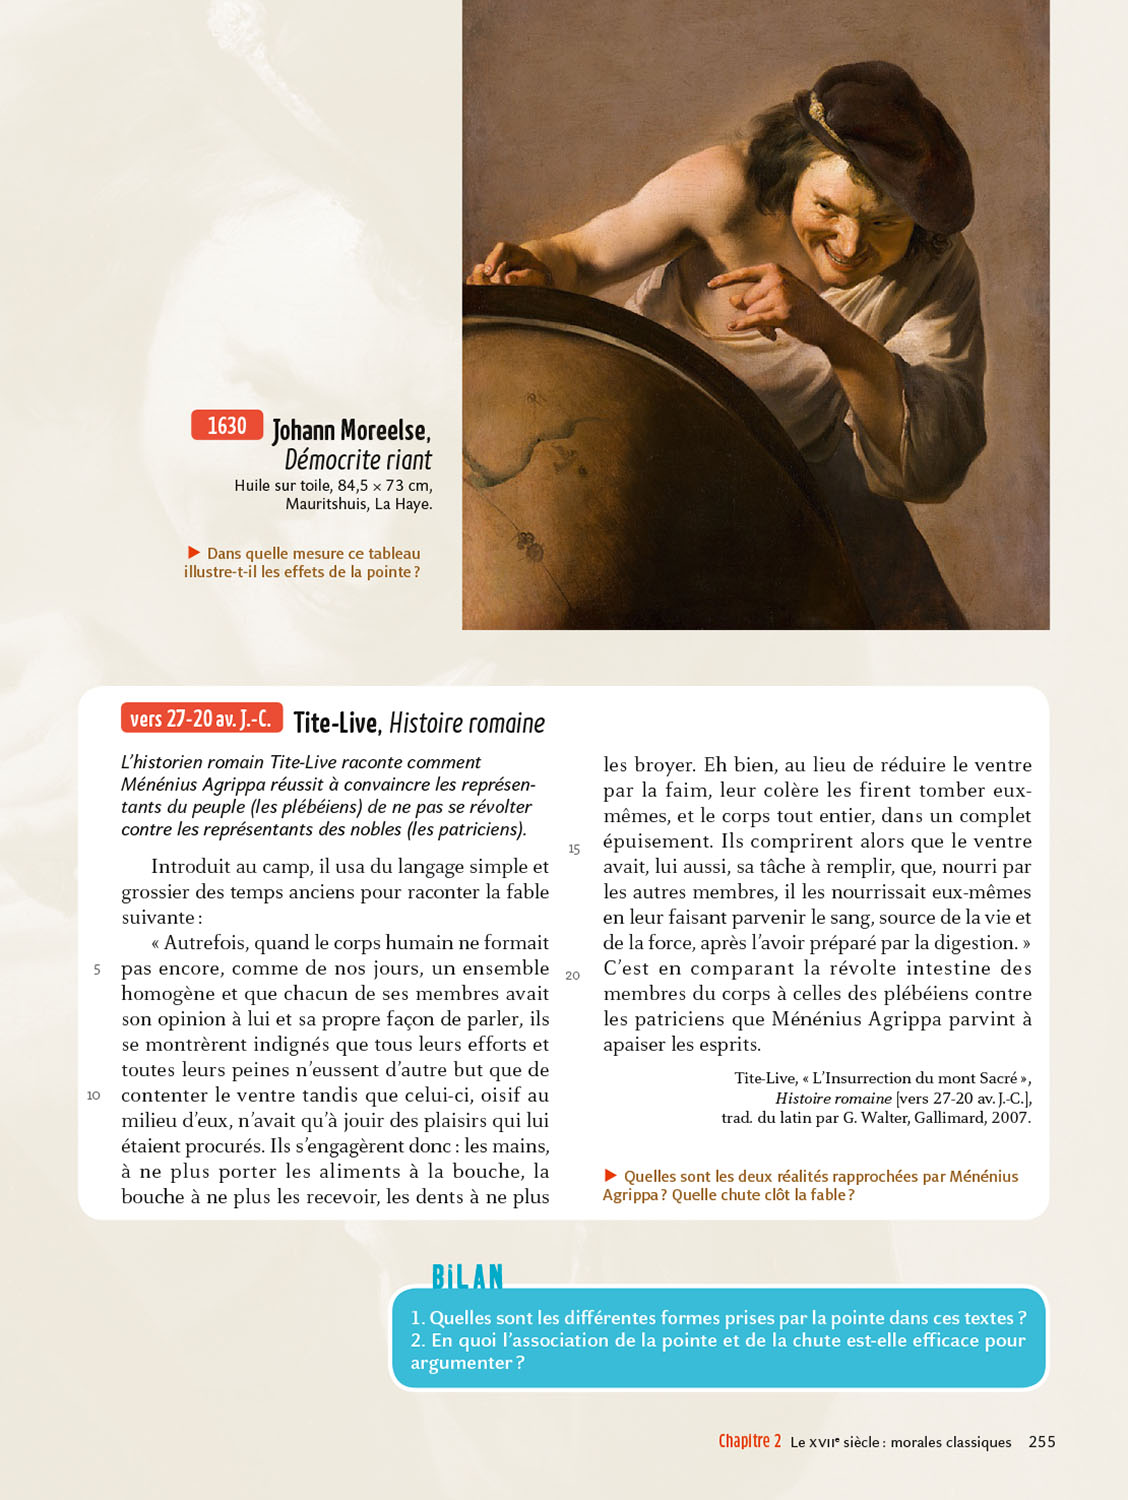 1630 Johann Moreelse,
Démocrite riant
Huile sur toile, 84,5 × 73 cm,
Mauritshuis, La Haye.
► Dans quelle mesure ce tableau
illustre-t-il les effets de la pointe ?
vers 27-20 av. J.-C. Tite-Live, Histoire romaine
L’historien romain Tite-Live raconte comment
Ménénius Agrippa réussit à convaincre les représen-
tants du peuple (les plébéiens) de ne pas se révolter
contre les représentants des nobles (les patriciens).
Introduit au camp, il usa du langage simple et
grossier des temps anciens pour raconter la fable
suivante :
« Autrefois, quand le corps humain ne formait
5 pas encore, comme de nos jours, un ensemble
homogène et que chacun de ses membres avait
son opinion à lui et sa propre façon de parler, ils
se montrèrent indignés que tous leurs efforts et
toutes leurs peines n’eussent d’autre but que de
10 contenter le ventre tandis que celui-ci, oisif au
milieu d’eux, n’avait qu’à jouir des plaisirs qui lui
étaient procurés. Ils s’engagèrent donc : les mains,
à ne plus porter les aliments à la bouche, la
bouche à ne plus les recevoir, les dents à ne plus
les broyer. Eh bien, au lieu de réduire le ventre
par la faim, leur colère les firent tomber eux-
mêmes, et le corps tout entier, dans un complet
15 épuisement. Ils comprirent alors que le ventre
avait, lui aussi, sa tâche à remplir, que, nourri par
les autres membres, il les nourrissait eux-mêmes
en leur faisant parvenir le sang, source de la vie et
de la force, après l’avoir préparé par la digestion. »
20 C’est en comparant la révolte intestine des
membres du corps à celles des plébéiens contre
les patriciens que Ménénius Agrippa parvint à
apaiser les esprits.
Tite-Live, « L’Insurrection du mont Sacré »,
Histoire romaine [vers 27-20 av. J.-C.],
trad. du latin par G. Walter, Gallimard, 2007.
► Quelles sont les deux réalités rapprochées par Ménénius
Agrippa ? Quelle chute clôt la fable ?
BILAN
1. Quelles sont les différentes formes prises par la pointe dans ces textes ?
2. En quoi l’association de la pointe et de la chute est-elle efficace pour
argumenter ?
Chapitre 2 Le XVIIe siècle : morales classiques 255